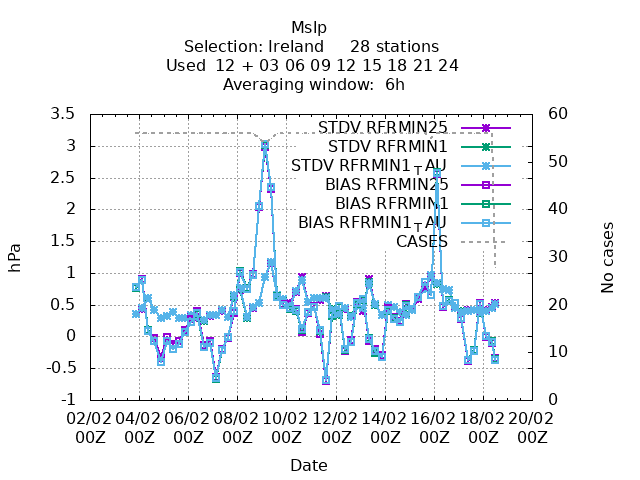 Mslp
Selection: Ireland 28 stations
Used 12 + 03 06 09 12 15 18 21 24
Averaging window: 6h
3.5
3
2.5
2
1.5
1
0.5
0
-0.5
-1
hPa
60
50
40
30
20
10
0
No cases
STDV RFRMIN25
STDV RFRMIN1
STDV RFRMIN1TAU
BIAS RFRMIN25
BIAS RFRMIN1
BIAS RFRMIN1TAU
CASES
02/02 04/02 06/02 08/02 10/02 12/02 14/02 16/02 18/02 20/02
00Z 00Z 00Z 00Z 00Z 00Z 00Z 00Z 00Z 00Z
Date